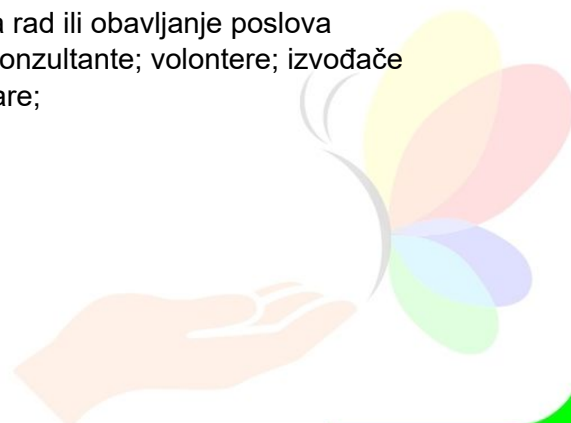 a rad ili obavljanje poslova
onzultante; volontere; izvođače
are;